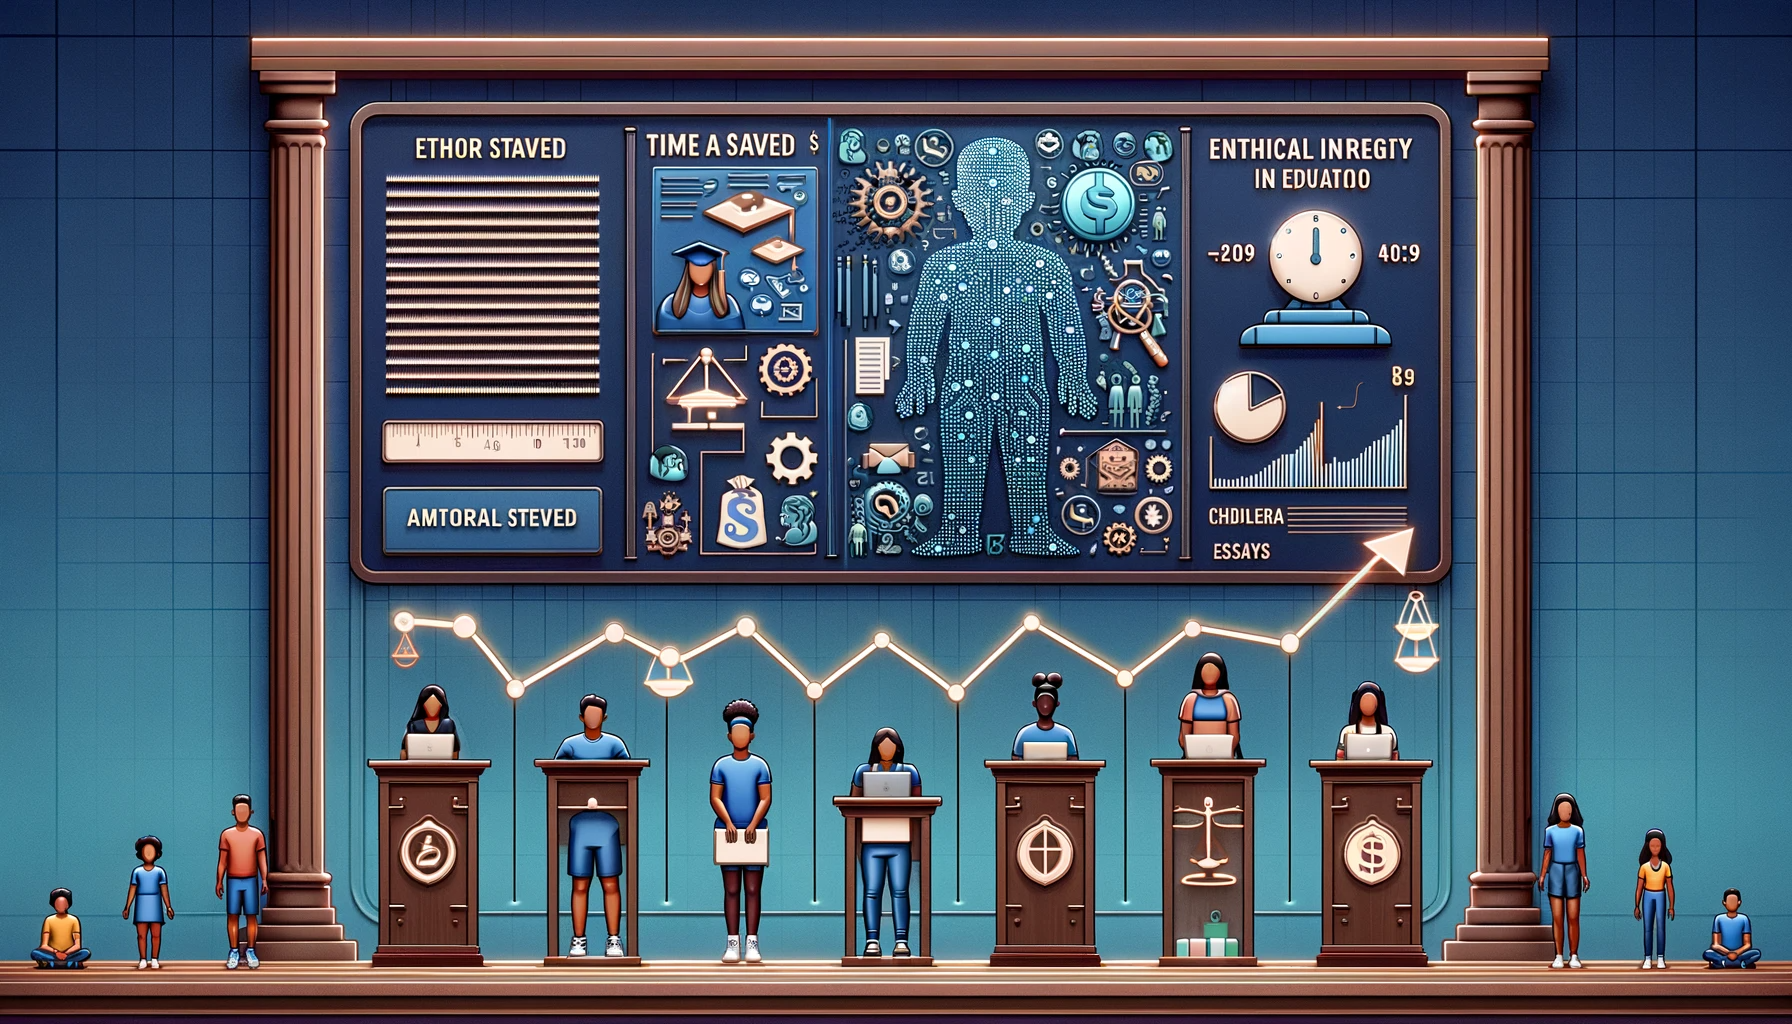 ETHOR STAVED
AMTORAL STEVED
TIME A SAVED $
$
$
ENTHICAL INREGTY
IN EDUATOO
-209
40:9
89
CHDILERA
ESSAYS
$